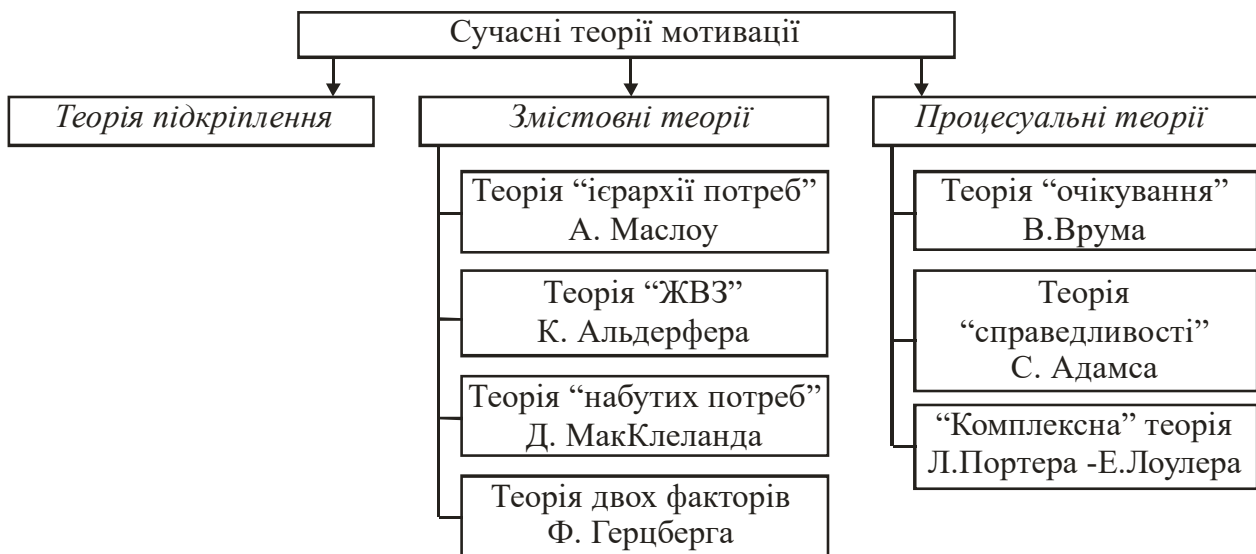 Сучасні теорії мотивації
Теорія підкріплення
Змістовні теорії
Теорія “ієрархії потреб”
А. Маслоу
Теорія “ЖВЗ”
К. Альдерфера
Теорія “набутих потреб”
Д. МакКлеланда
Теорія двох факторів
Ф. Герцберга
Процесуальні теорії
Теорія “очікування”
В.Врума
Теорія
“справедливості”
С. Адамса
“Комплексна” теорія
Л.Портера -Е.Лоулера